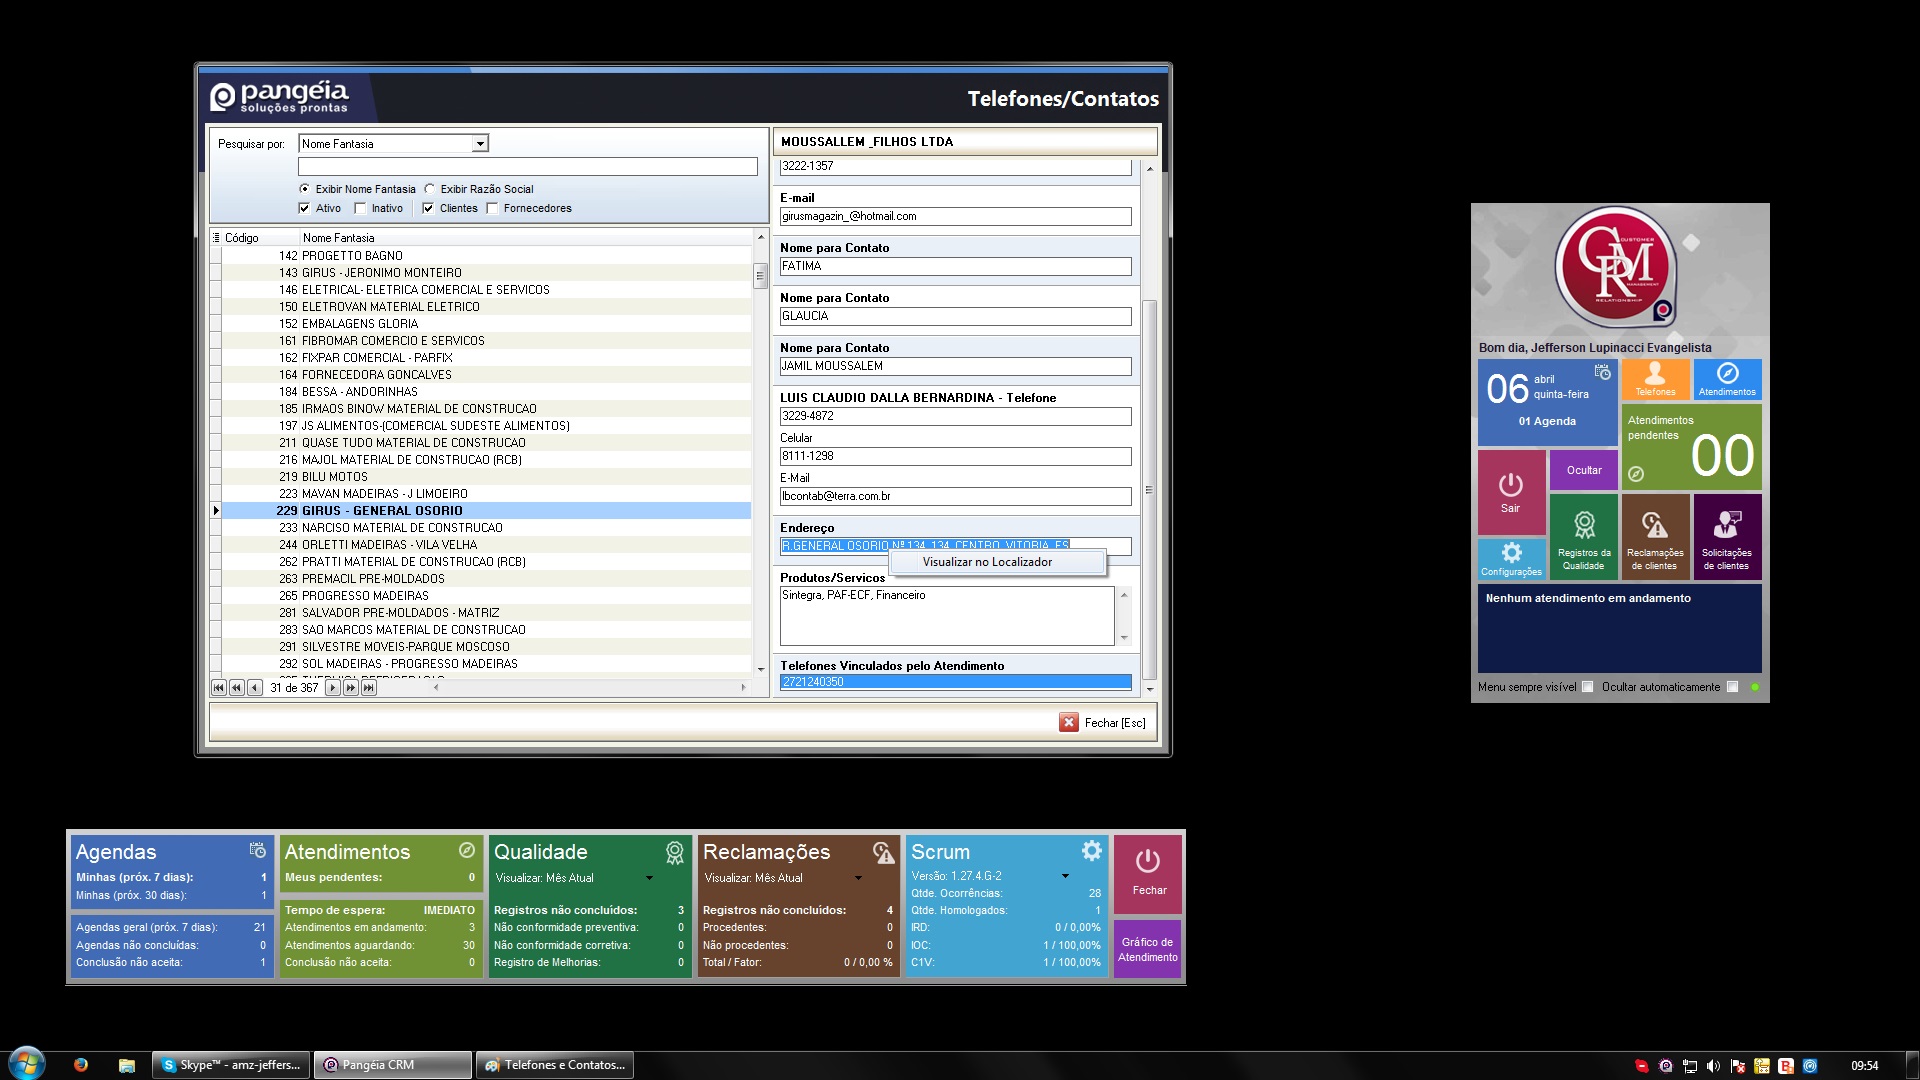 pangéia
soluções prontas
Telefones/Contatos
Pesquisar por:
Nome Fantasia
Exibir Nome Fantasia
Exibir Razão Social
Ativo
Inativo
Clientes
Fornecedores
Código
Nome Fantasia
142 PROGETTO BAGNO
143 GIRUS - JERONIMO MONTEIRO
146 ELETRICAL- ELETRICA COMERCIAL E SERVICOS
150 ELETROVAN MATERIAL ELETRICO
152 EMBALAGENS GLORIA
161 FIBROMAR COMERCIO E SERVICOS
162 FIXPAR COMERCIAL - PARFIX
164 FORNECEDORA GONCALVES
184 BESSA - ANDORINHAS
185 IRMAOS BINOW MATERIAL DE CONSTRUCAO
197 JS ALIMENTOS-(COMERCIAL SUDESTE ALIMENTOS)
211 QUASE TUDO MATERIAL DE CONSTRUCAO
216 MAJOL MATERIAL DE CONSTRUCAO (RCB)
219 BILU MOTOS
223 MAVAN MADEIRAS - J LIMOEIRO
229 GIRUS - GENERAL OSORIO
233 NARCISO MATERIAL DE CONSTRUCAO
244 ORLETTI MADEIRAS - VILA VELHA
262 PRATTI MATERIAL DE CONSTRUCAO (RCB)
263 PREMACIL PRE-MOLDADOS
265 PROGRESSO MADEIRAS
281 SALVADOR PRE-MOLDADOS - MATRIZ
283 SAO MARCOS MATERIAL DE CONSTRUCAO
291 SILVESTRE MOVEIS-PARQUE MOSCOSO
292 SOL MADEIRAS - PROGRESSO MADEIRAS
31 de 367
MOUSSALLEM _FILHOS LTDA
3222-1357
E-mail
girusmagazin_@hotmail.com
Nome para Contato
FATIMA
Nome para Contato
GLAUCIA
Nome para Contato
JAMIL MOUSSALEM
LUIS CLAUDIO DALLA BERNARDINA - Telefone
3229-4872
Celular
8111-1298
E-Mail
lbcontab@terra.com.br
Endereço
R.GENERAL OSORIO Nº 134, 134, CENTRO, VITORIA, ES
Visualizar no Localizador
Produtos/Servicos
Sintegra, PAF-ECF, Financeiro
Telefones Vinculados pelo Atendimento
2721240350
Fechar [Esc]
CRM
CUSTOMER
MANAGEMENT
RELATIONSHIP
Bom dia, Jefferson Lupinacci Evangelista
06 abril
quinta-feira
01 Agenda
Telefones
Atendimentos
Atendimentos
pendentes
00
Sair
Ocultar
Configurações
Registros da
Qualidade
Reclamações
de clientes
Solicitações
de clientes
Nenhum atendimento em andamento
Menu sempre visível
Ocultar automaticamente
Agendas
Minhas (próx. 7 dias): 1
Minhas (próx. 30 dias): 1
Agendas geral (próx. 7 dias): 21
Agendas não concluídas: 0
Conclusão não aceita: 1
Atendimentos
Meus pendentes: 0
Tempo de espera: IMEDIATO
Atendimentos em andamento: 3
Atendimentos aguardando: 30
Conclusão não aceita: 0
Qualidade
Visualizar: Mês Atual
Registros não concluídos: 3
Não conformidade preventiva: 0
Não conformidade corretiva: 0
Registro de Melhorias: 0
Reclamações
Visualizar: Mês Atual
Registros não concluídos: 4
Procedentes: 0
Não procedentes: 0
Total / Fator: 0 / 0,00 %
Scrum
Versão: 1.27.4.G-2
Qtde. Ocorrências: 28
Qtde. Homologados: 1
IRD: 0 / 0,00%
IOC: 1 / 100,00%
C1V: 1 / 100,00%
Fechar
Gráfico de
Atendimento
Skype™ - amz-jeffers...
Pangéia CRM
Telefones e Contatos...
09:54